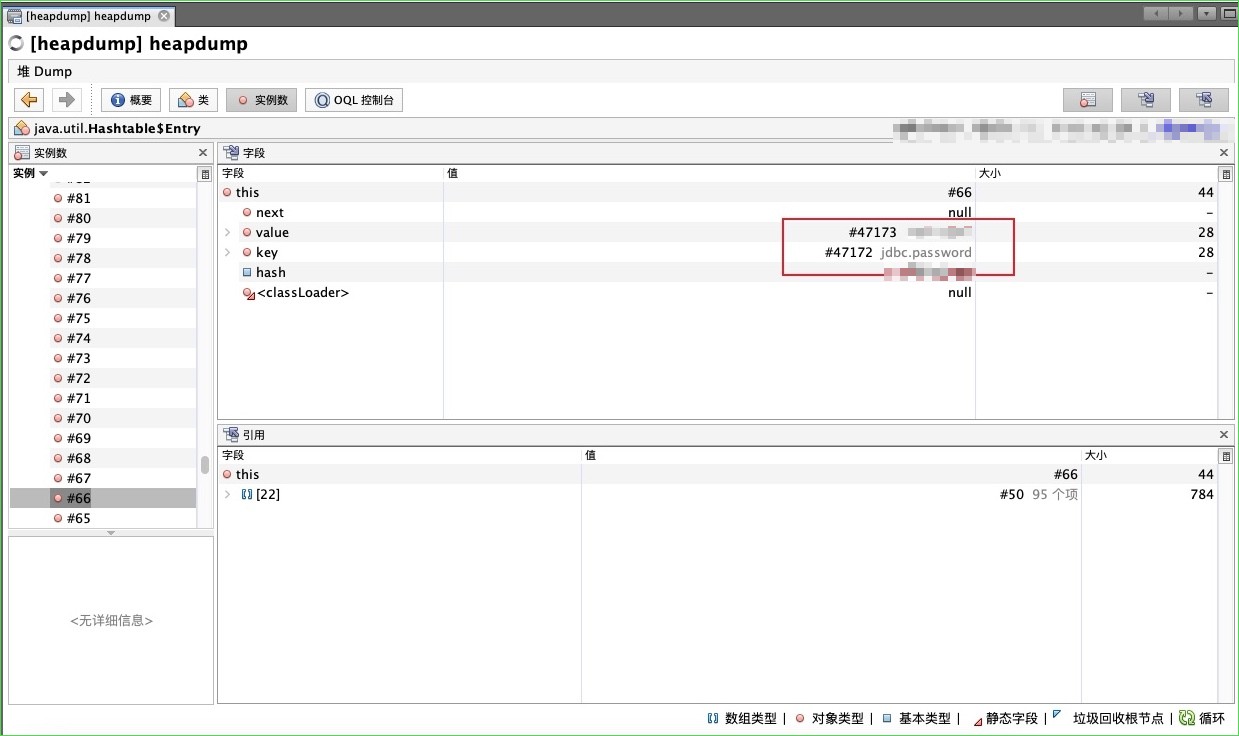 [heapdump] heapdump
[heapdump] heapdump
堆 Dump
概要 类 实例数 OQL 控制台
java.util.Hashtable$Entry
实例数
实例
#81
#80
#79
#78
#77
#76
#75
#74
#73
#72
#71
#70
#69
#68
#67
#66
#65
<无详细信息>
字段
字段 值 大小
this #66 44
next null –
value #47173 28
key #47172 jdbc.password 28
hash –
<classLoader> null –
引用
字段 值 大小
this #66 44
[22] #50 95 个项 784
数组类型 | 对象类型 | 基本类型 | 静态字段 | 垃圾回收根节点 | 循环